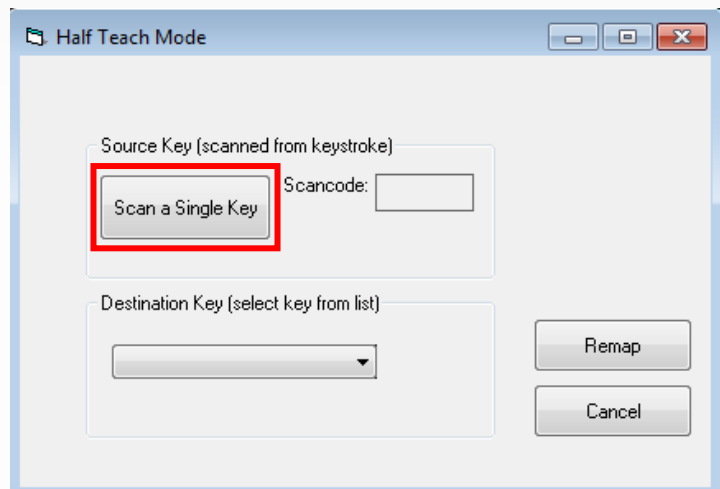 Half Teach Mode
Source Key (scanned from keystroke)
Scan a Single Key
Scancode:
Destination Key (select key from list)
Remap
Cancel